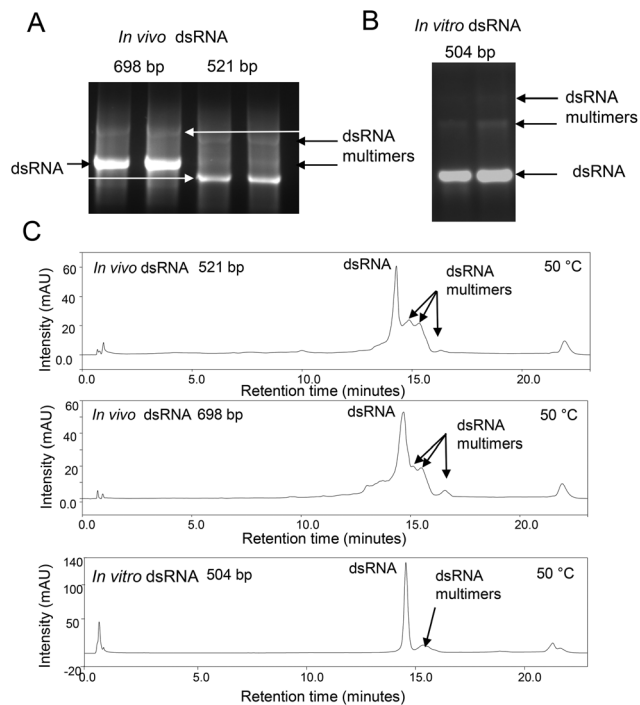 A
In vivo dsRNA
698 bp 521 bp
dsRNA
dsRNA
multimers
B
In vitro dsRNA
504 bp
dsRNA
multimers
dsRNA
C
In vivo dsRNA 521 bp
dsRNA
dsRNA
multimers
50 °C
Intensity (mAU)
60
40
20
0.0
0.0 5.0 10.0 15.0 20.0
Retention time (minutes)
In vivo dsRNA 698 bp
dsRNA
dsRNA
multimers
50 °C
Intensity (mAU)
60
40
20
0.0
0.0 5.0 10.0 15.0 20.0
Retention time (minutes)
In vitro dsRNA 504 bp
dsRNA
dsRNA
multimers
50 °C
Intensity (mAU)
140
100
50
-20
0.0 5.0 10.0 15.0 20.0
Retention time (minutes)